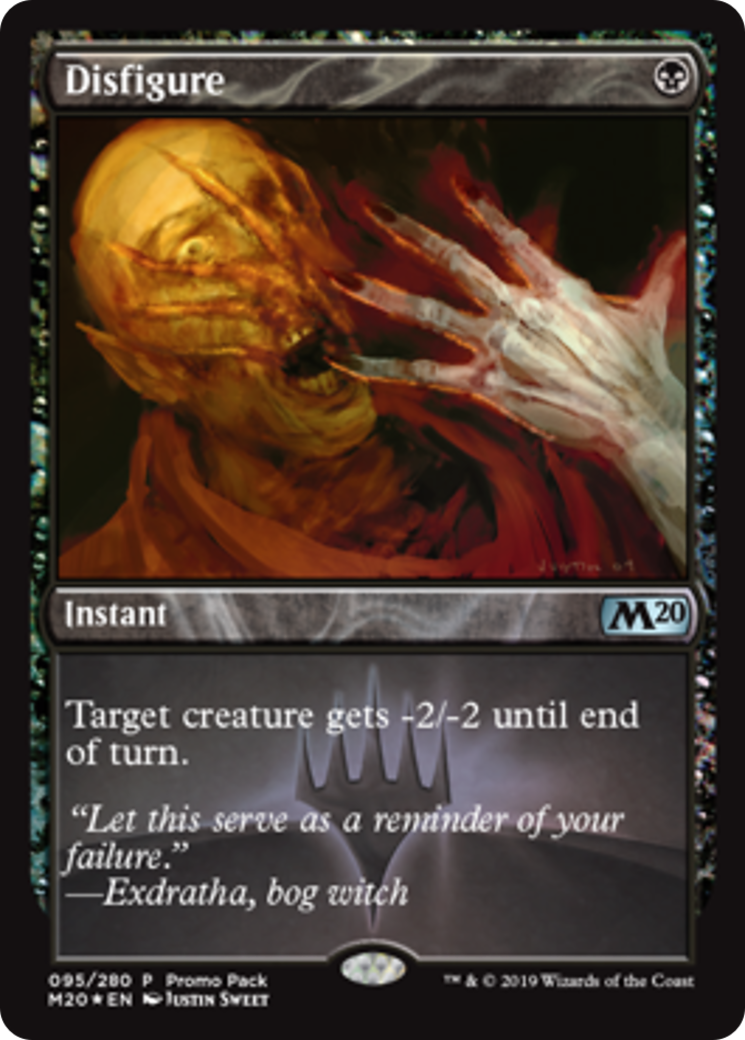 Disfigure
Instant
M20
Target creature gets -2/-2 until end
of turn.
“Let this serve as a reminder of your
failure.”
—Exdratha, bog witch
095/280 P Promo Pack
M20★EN Justin Sweet
™ & © 2019 Wizards of the Coast